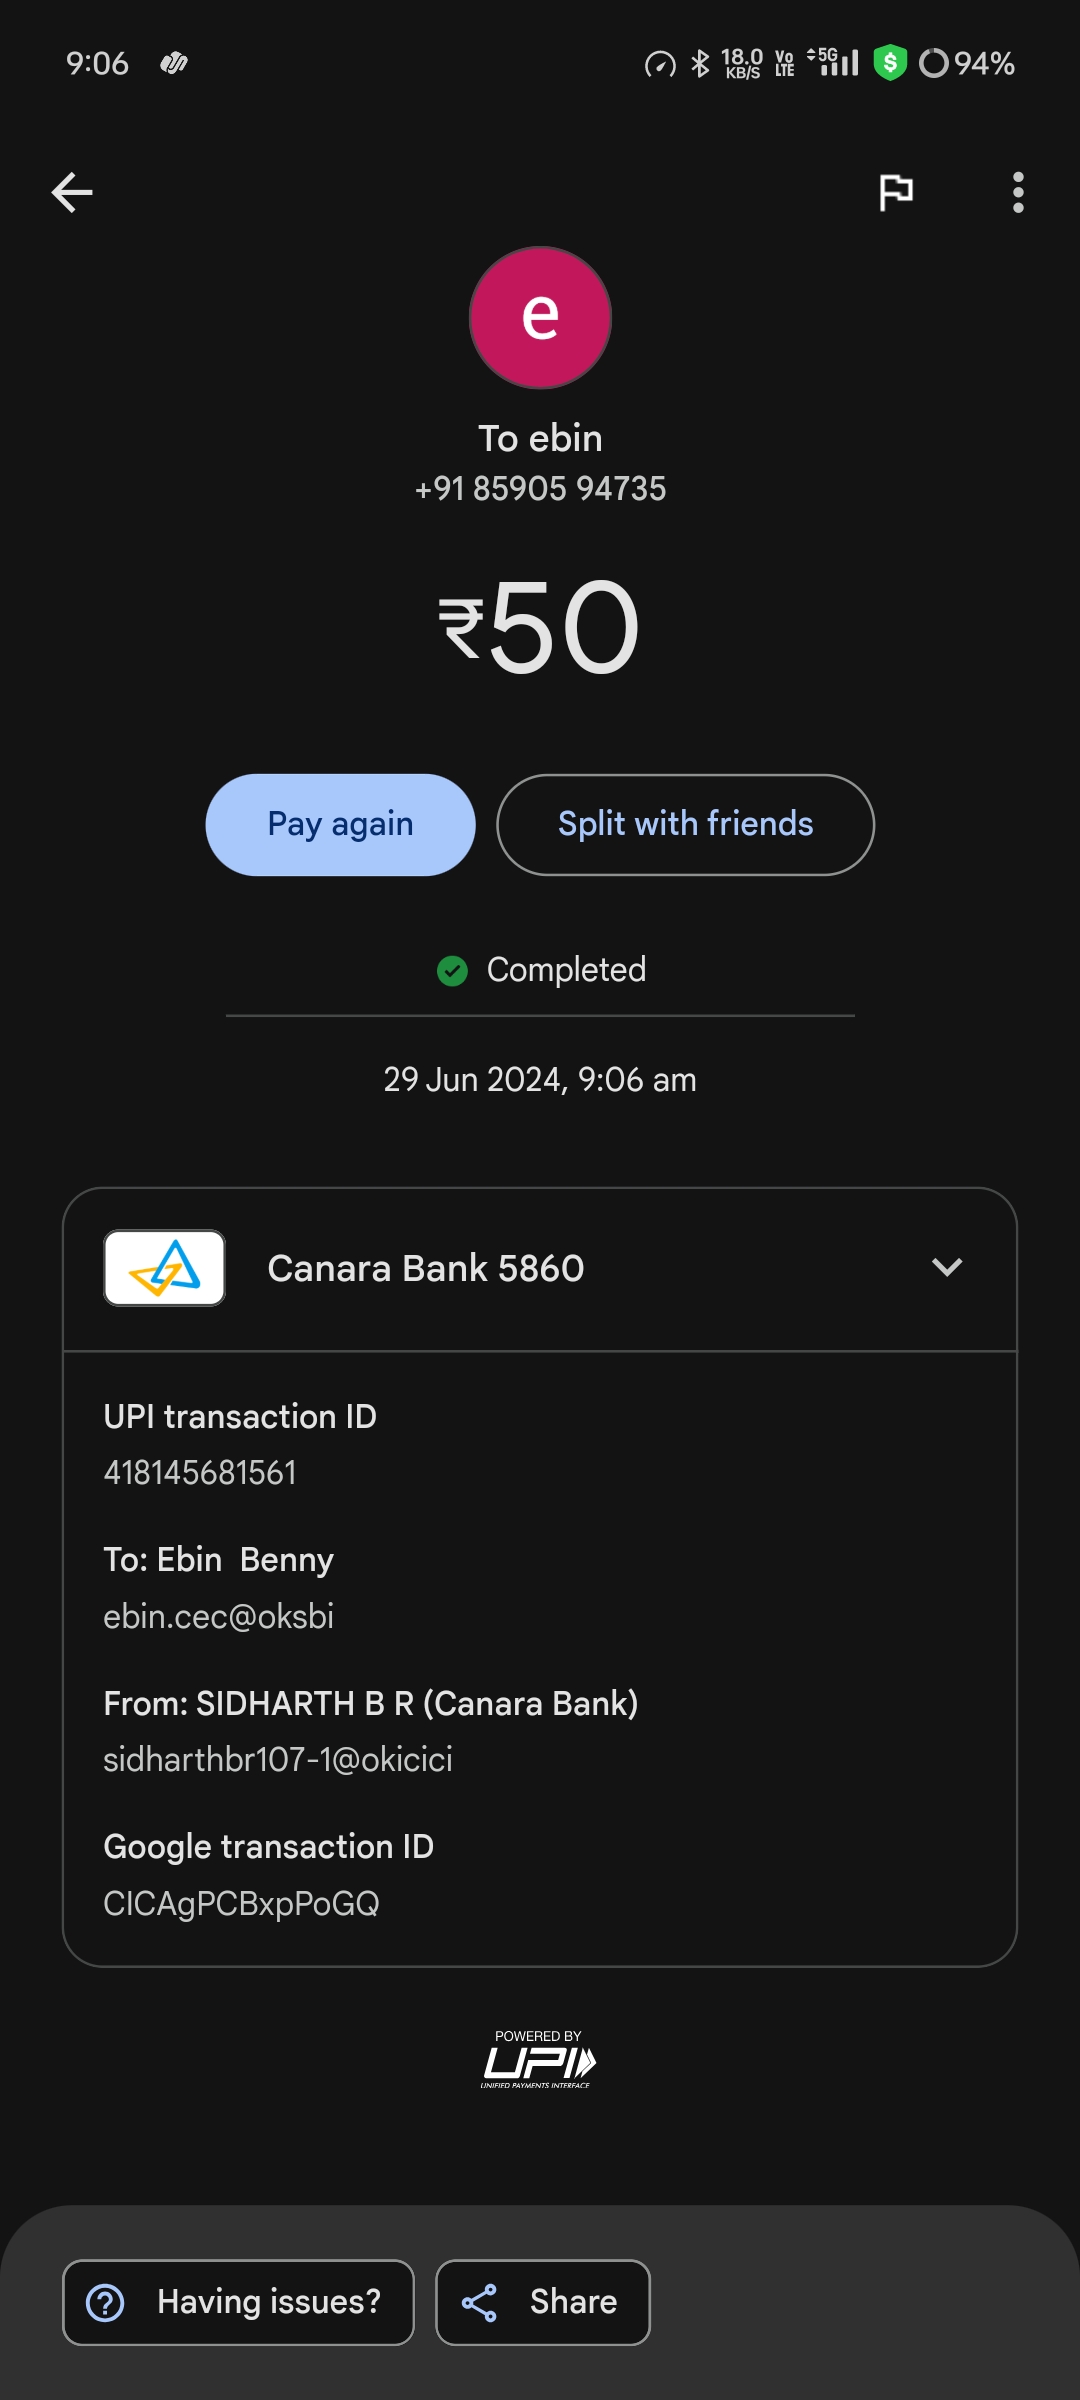 9:06
18.0
KB/S
Vo
LTE
5G
$
94%
e
To ebin
+91 85905 94735
₹50
Pay again
Split with friends
Completed
29 Jun 2024, 9:06 am
Canara Bank 5860
UPI transaction ID
418145681561
To: Ebin  Benny
ebin.cec@oksbi
From: SIDHARTH B R (Canara Bank)
sidharthbr107-1@okicici
Google transaction ID
CICAgPCBxpPoGQ
POWERED BY
UPI
UNIFIED PAYMENTS INTERFACE
Having issues?
Share